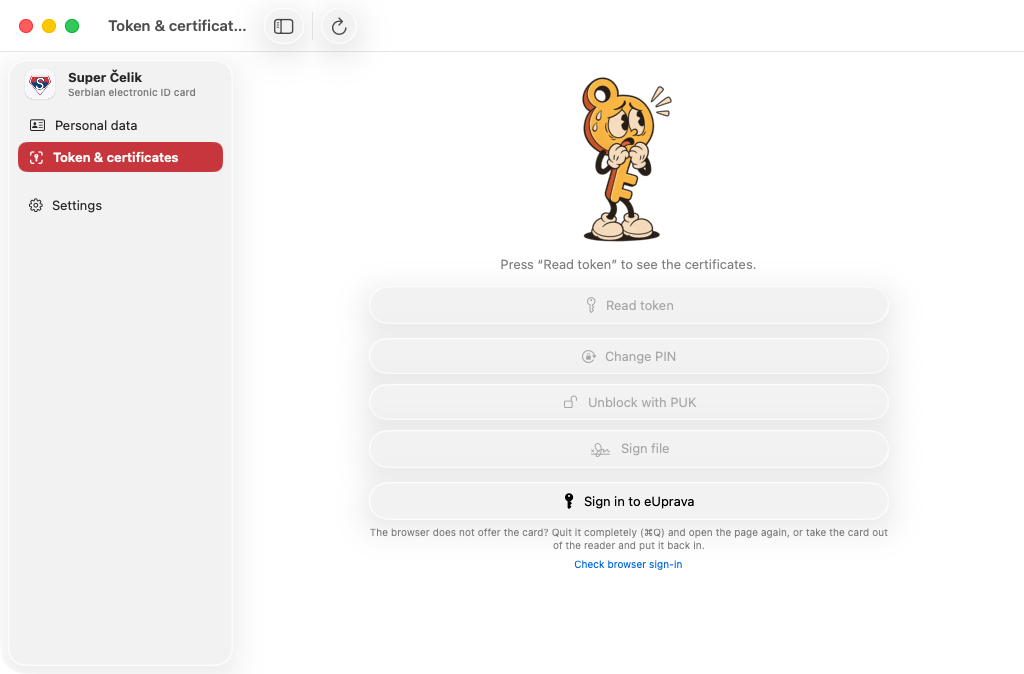 Token & certificat...
Super Čelik
Serbian electronic ID card
Personal data
Token & certificates
Settings
Press “Read token” to see the certificates.
Read token
Change PIN
Unblock with PUK
Sign file
Sign in to eUprava
The browser does not offer the card? Quit it completely (⌘Q) and open the page again, or take the card out
of the reader and put it back in.
Check browser sign-in